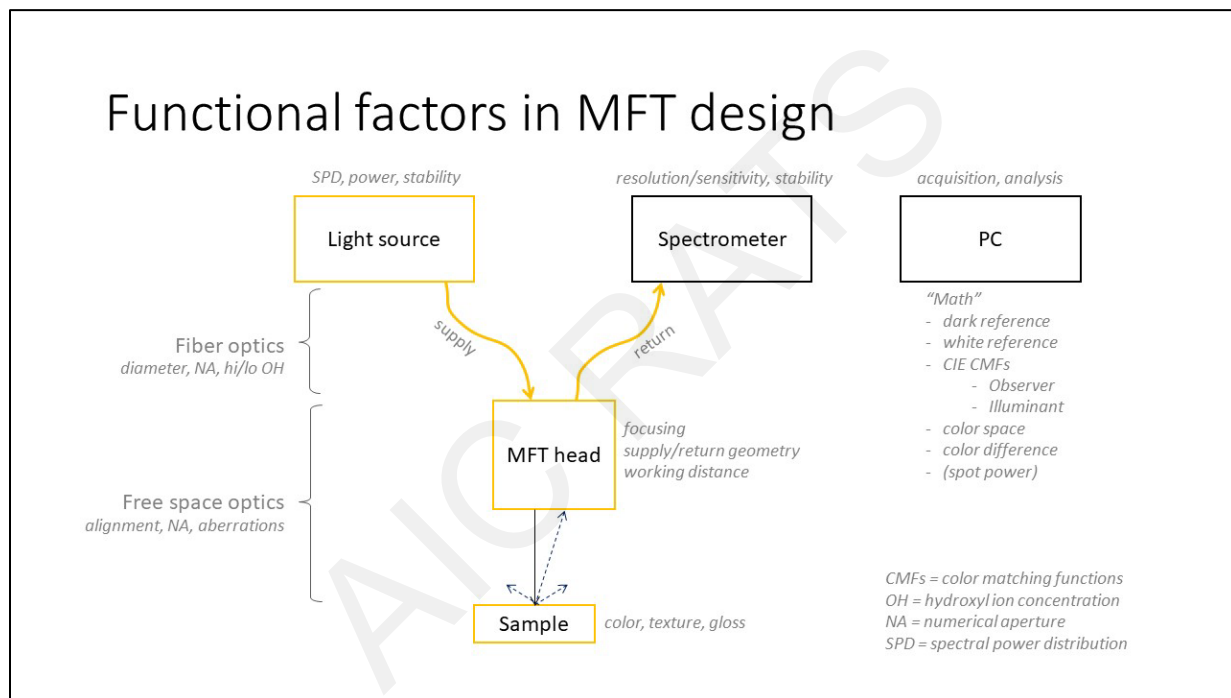 Functional factors in MFT design
SPD, power, stability
Light source
resolution/sensitivity, stability
Spectrometer
acquisition, analysis
PC
supply
return
Fiber optics
diameter, NA, hi/lo OH
MFT head
focusing
supply/return geometry
working distance
Free space optics
alignment, NA, aberrations
Sample
color, texture, gloss
“Math”
- dark reference
- white reference
- CIE CMFs
- Observer
- Illuminant
- color space
- color difference
- (spot power)
CMFs = color matching functions
OH = hydroxyl ion concentration
NA = numerical aperture
SPD = spectral power distribution
AIC RATS